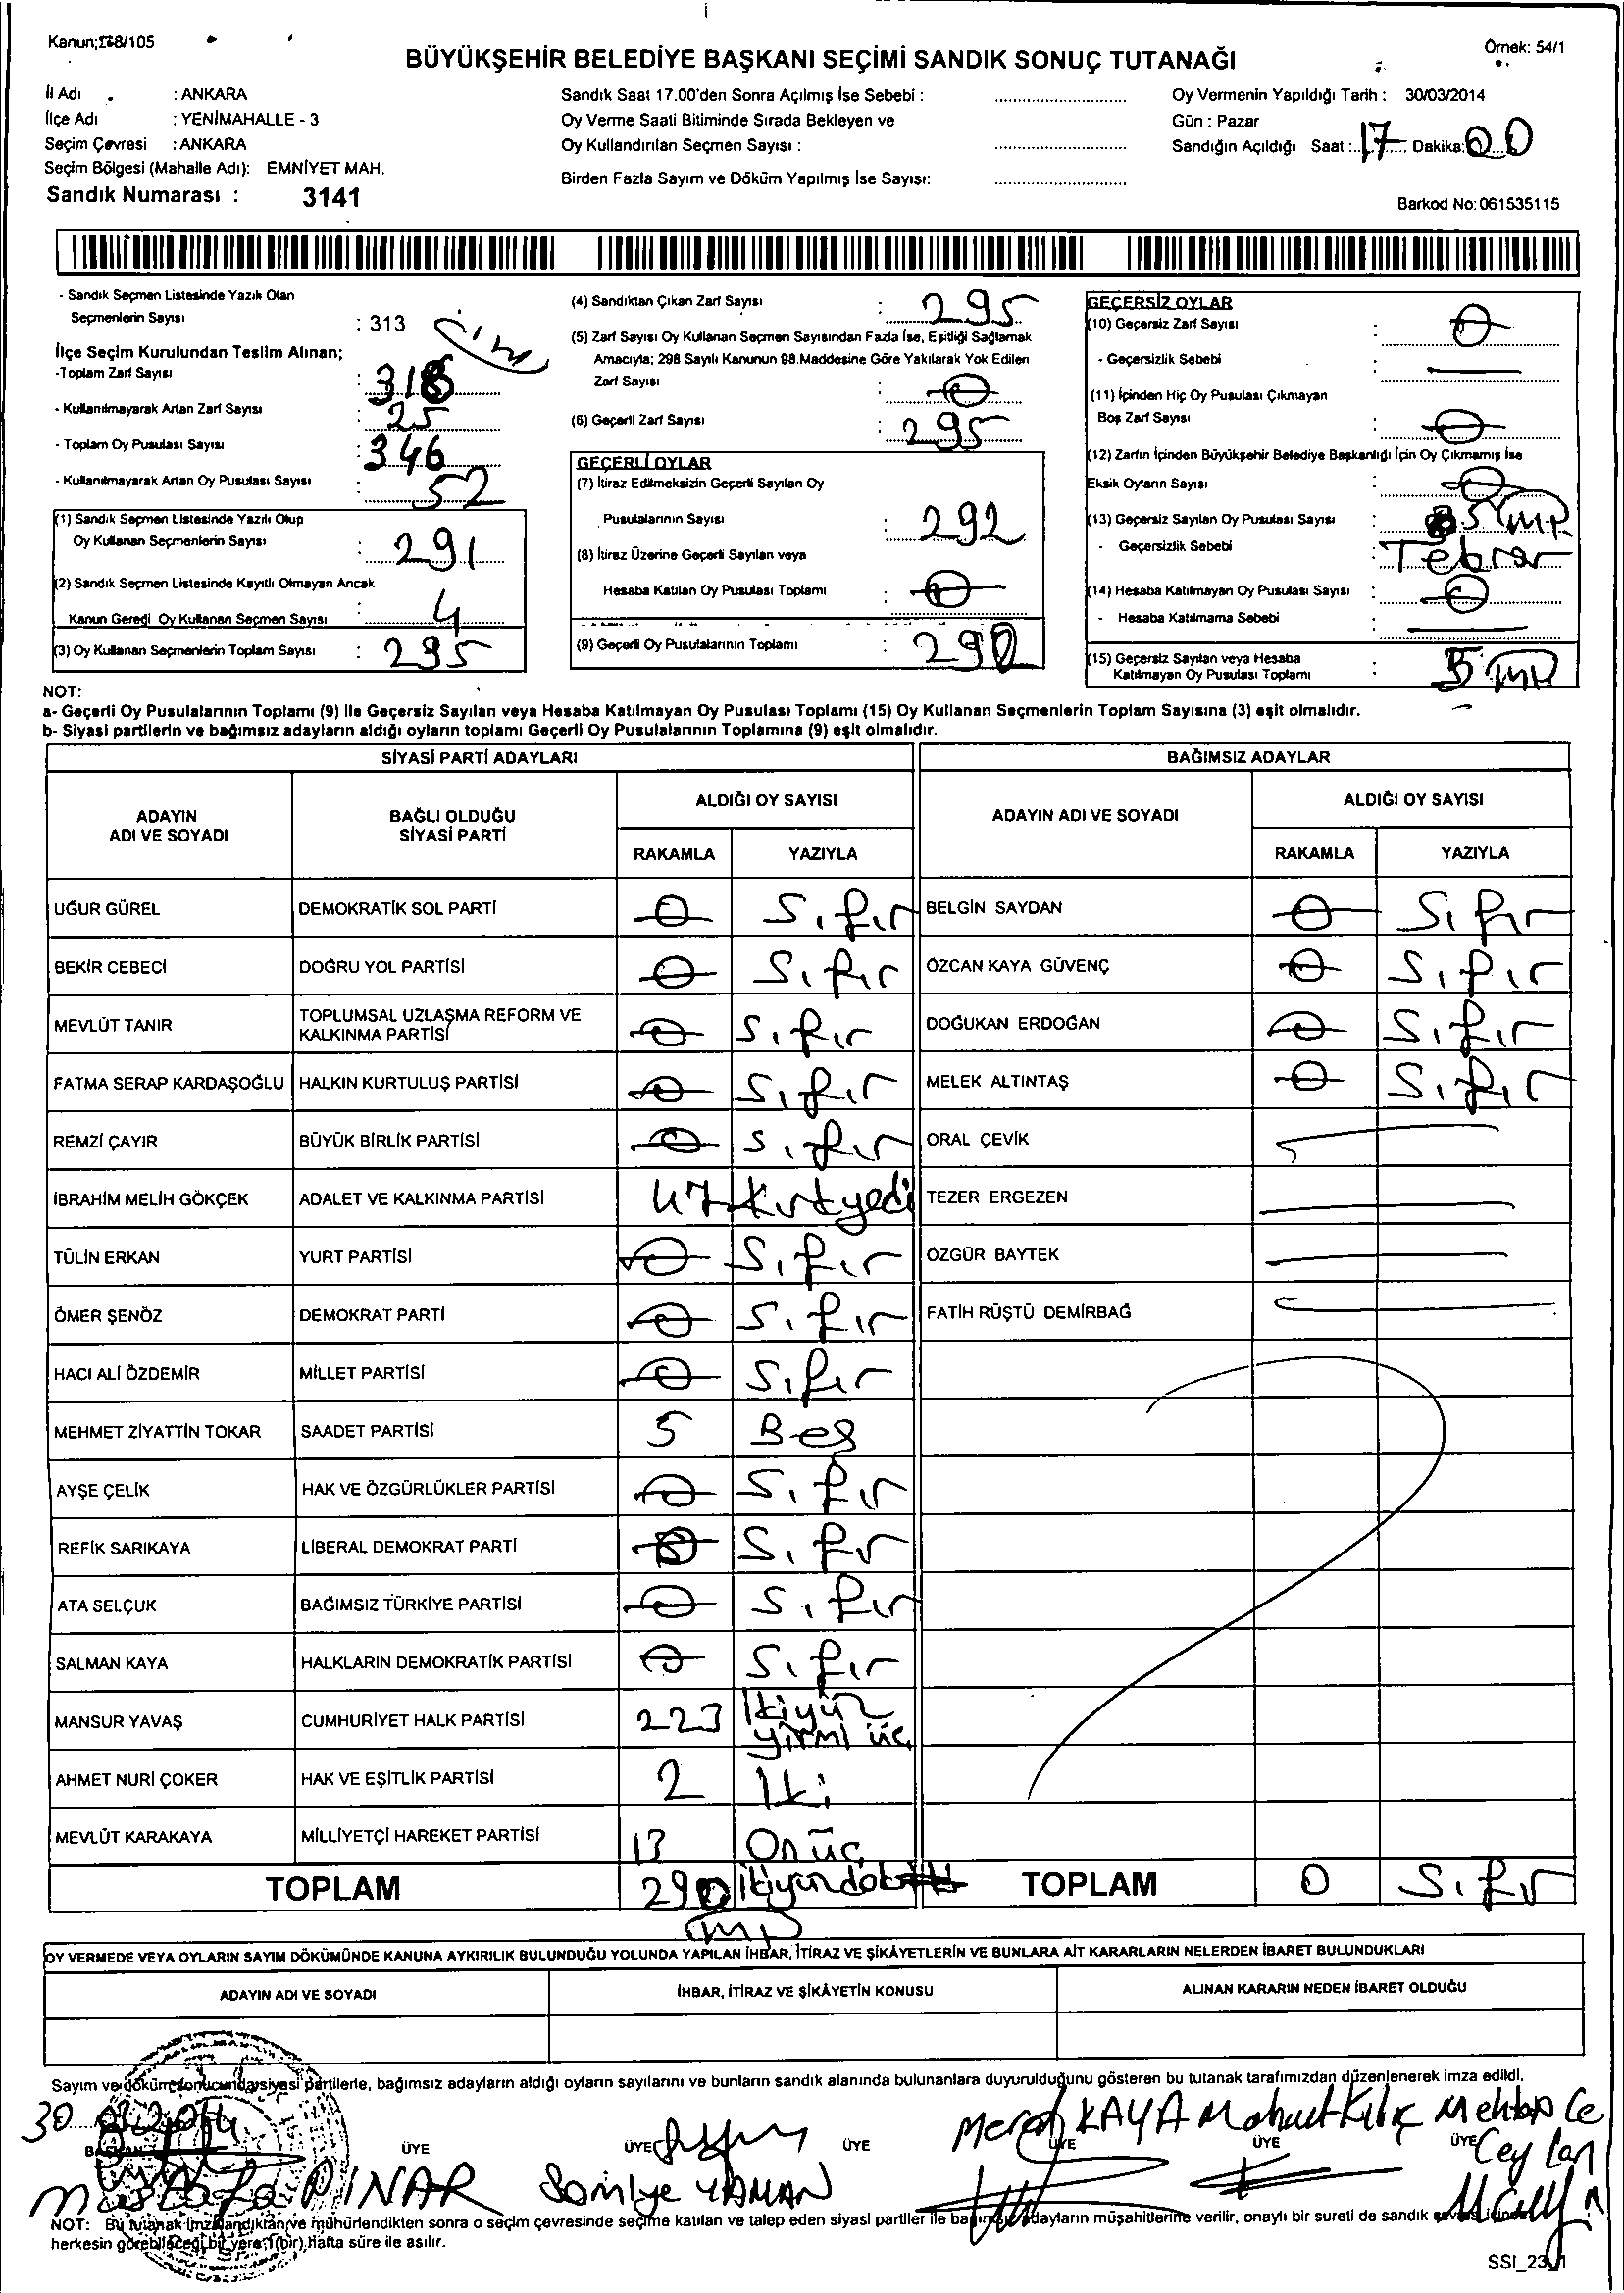 Örnek: 54/1
BÜYÜKŞEHİR BELEDİYE BAŞKANI SEÇİMİ SANDIK SONUÇ TUTANAĞI
İl Adı : ANKARA
İlçe Adı : YENİMAHALLE - 3
Seçim Çevresi : ANKARA
Seçim Bölgesi (Mahalle Adı): EMNİYET MAH.
Sandık Numarası : 3141
Sandık Saat 17.00'den Sonra Açılmış İse Sebebi :
Oy Verme Saati Bitiminde Sırada Bekleyen ve
Oy Kullandırılan Seçmen Sayısı :
Birden Fazla Sayım ve Döküm Yapılmış İse Sayısı:
Oy Vermenin Yapıldığı Tarih : 30/03/2014
Gün : Pazar
Sandığın Açıldığı Saat : 17 Dakika: 00
Barkod No: 061535115
- Sandık Seçmen Listesinde Yazılı Olan
Seçmenlerin Sayısı : 313
İlçe Seçim Kurulundan Teslim Alınan;
-Toplam Zarf Sayısı : 318
- Kullanılmayarak Artan Zarf Sayısı : 25
- Toplam Oy Pusulası Sayısı : 346
- Kullanılmayarak Artan Oy Pusulası Sayısı : 52
(1) Sandık Seçmen Listesinde Yazılı Olup
Oy Kullanan Seçmenlerin Sayısı : 291
(2) Sandık Seçmen Listesinde Kayıtlı Olmayan Ancak
Kanun Geredi Oy Kullanan Seçmen Sayısı : 4
(3) Oy Kullanan Seçmenlerin Toplam Sayısı : 295
(4) Sandıktan Çıkan Zarf Sayısı : 295
(5) Zarf Sayısı Oy Kullanan Seçmen Sayısından Fazla İse, Eşitliği Sağlamak
Amacıyla; 298 Sayılı Kanunun 98.Maddesine Göre Yakılarak Yok Edilen
Zarf Sayısı : 0
(6) Geçerli Zarf Sayısı : 295
GEÇERLİ OYLAR
(7) İtiraz Edilmeksizin Geçerli Sayılan Oy
Pusulalarının Sayısı : 292
(8) İtiraz Üzerine Geçerli Sayılan veya
Hesaba Katılan Oy Pusulası Toplamı : 0
(9) Geçerli Oy Pusulalarının Toplamı : 290
GEÇERSİZ OYLAR
(10) Geçersiz Zarf Sayısı : 0
- Geçersizlik Sebebi :
(11) İçinden Hiç Oy Pusulası Çıkmayan
Boş Zarf Sayısı : 0
(12) Zarfın İçinden Büyükşehir Belediye Başkanlığı İçin Oy Çıkmamış İse
Eksik Oyların Sayısı : 0
(13) Geçersiz Sayılan Oy Pusulası Sayısı : 5 MP
- Geçersizlik Sebebi : Tekrar
(14) Hesaba Katılmayan Oy Pusulası Sayısı : 0
- Hesaba Katılmama Sebebi :
(15) Geçersiz Sayılan veya Hesaba
Katılmayan Oy Pusulası Toplamı : 5 MP
NOT:
a- Geçerli Oy Pusulalarının Toplamı (9) İle Geçersiz Sayılan veya Hesaba Katılmayan Oy Pusulası Toplamı (15) Oy Kullanan Seçmenlerin Toplam Sayısına (3) eşit olmalıdır.
b- Siyasi partilerin ve bağımsız adayların aldığı oyların toplamı Geçerli Oy Pusulalarının Toplamına (9) eşit olmalıdır.
SİYASİ PARTİ ADAYLARI
ADAYIN ADI VE SOYADI BAĞLI OLDUĞU SİYASİ PARTİ ALDIĞI OY SAYISI
RAKAMLA YAZIYLA
UĞUR GÜREL DEMOKRATİK SOL PARTİ 0 Sıfır
BEKİR CEBECİ DOĞRU YOL PARTİSİ 0 Sıfır
MEVLÜT TANIR TOPLUMSAL UZLAŞMA REFORM VE KALKINMA PARTİSİ 0 Sıfır
FATMA SERAP KARDAŞOĞLU HALKIN KURTULUŞ PARTİSİ 0 Sıfır
REMZİ ÇAYIR BÜYÜK BİRLİK PARTİSİ 0 Sıfır
İBRAHİM MELİH GÖKÇEK ADALET VE KALKINMA PARTİSİ 47 Kırkyedi
TÜLİN ERKAN YURT PARTİSİ 0 Sıfır
ÖMER ŞENÖZ DEMOKRAT PARTİ 0 Sıfır
HACI ALİ ÖZDEMİR MİLLET PARTİSİ 0 Sıfır
MEHMET ZİYATTİN TOKAR SAADET PARTİSİ 5 Beş
AYŞE ÇELİK HAK VE ÖZGÜRLÜKLER PARTİSİ 0 Sıfır
REFİK SARIKAYA LİBERAL DEMOKRAT PARTİ 0 Sıfır
ATA SELÇUK BAĞIMSIZ TÜRKİYE PARTİSİ 0 Sıfır
SALMAN KAYA HALKLARIN DEMOKRATİK PARTİSİ 0 Sıfır
MANSUR YAVAŞ CUMHURİYET HALK PARTİSİ 223 İkiyüz yirmi üç
AHMET NURİ ÇOKER HAK VE EŞİTLİK PARTİSİ 2 İki
MEVLÜT KARAKAYA MİLLİYETÇİ HAREKET PARTİSİ 13 Onüç
TOPLAM 290
BAĞIMSIZ ADAYLAR
ADAYIN ADI VE SOYADI ALDIĞI OY SAYISI
RAKAMLA YAZIYLA
BELGİN SAYDAN 0 Sıfır
ÖZCAN KAYA GÜVENÇ 0 Sıfır
DOĞUKAN ERDOĞAN 0 Sıfır
MELEK ALTINTAŞ 0 Sıfır
ORAL ÇEVİK
TEZER ERGEZEN
ÖZGÜR BAYTEK
FATİH RÜŞTÜ DEMİRBAĞ
TOPLAM 0 Sıfır
OY VERMEDE VEYA OYLARIN SAYIM DÖKÜMÜNDE KANUNA AYKIRILIK BULUNDUĞU YOLUNDA YAPILAN İHBAR, İTİRAZ VE ŞİKÂYETLERİN VE BUNLARA AİT KARARLARIN NELERDEN İBARET BULUNDUKLARI
ADAYIN ADI VE SOYADI İHBAR, İTİRAZ VE ŞİKÂYETİN KONUSU ALINAN KARARIN NEDEN İBARET OLDUĞU
Sayım ve döküm sonucunda siyasi partilerle, bağımsız adayların aldığı oyların sayılarını ve bunların sandık alanında bulunanlara duyurulduğunu gösteren bu tutanak tarafımızdan düzenlenerek imza edildi.
BAŞKAN ÜYE ÜYE ÜYE ÜYE ÜYE ÜYE
KAYA Mahmut Kılıç Mehtap Ceylan
Mustafa PINAR YAMAN
NOT: Bu tutanak imzalandıktan ve mühürlendikten sonra o seçim çevresinde seçime katılan ve talep eden siyasi partiler ile bağımsız adayların müşahitlerine verilir, onaylı bir sureti de sandık çevresi içinde
herkesin görebileceği bir yere 1(bir) hafta süre ile asılır.